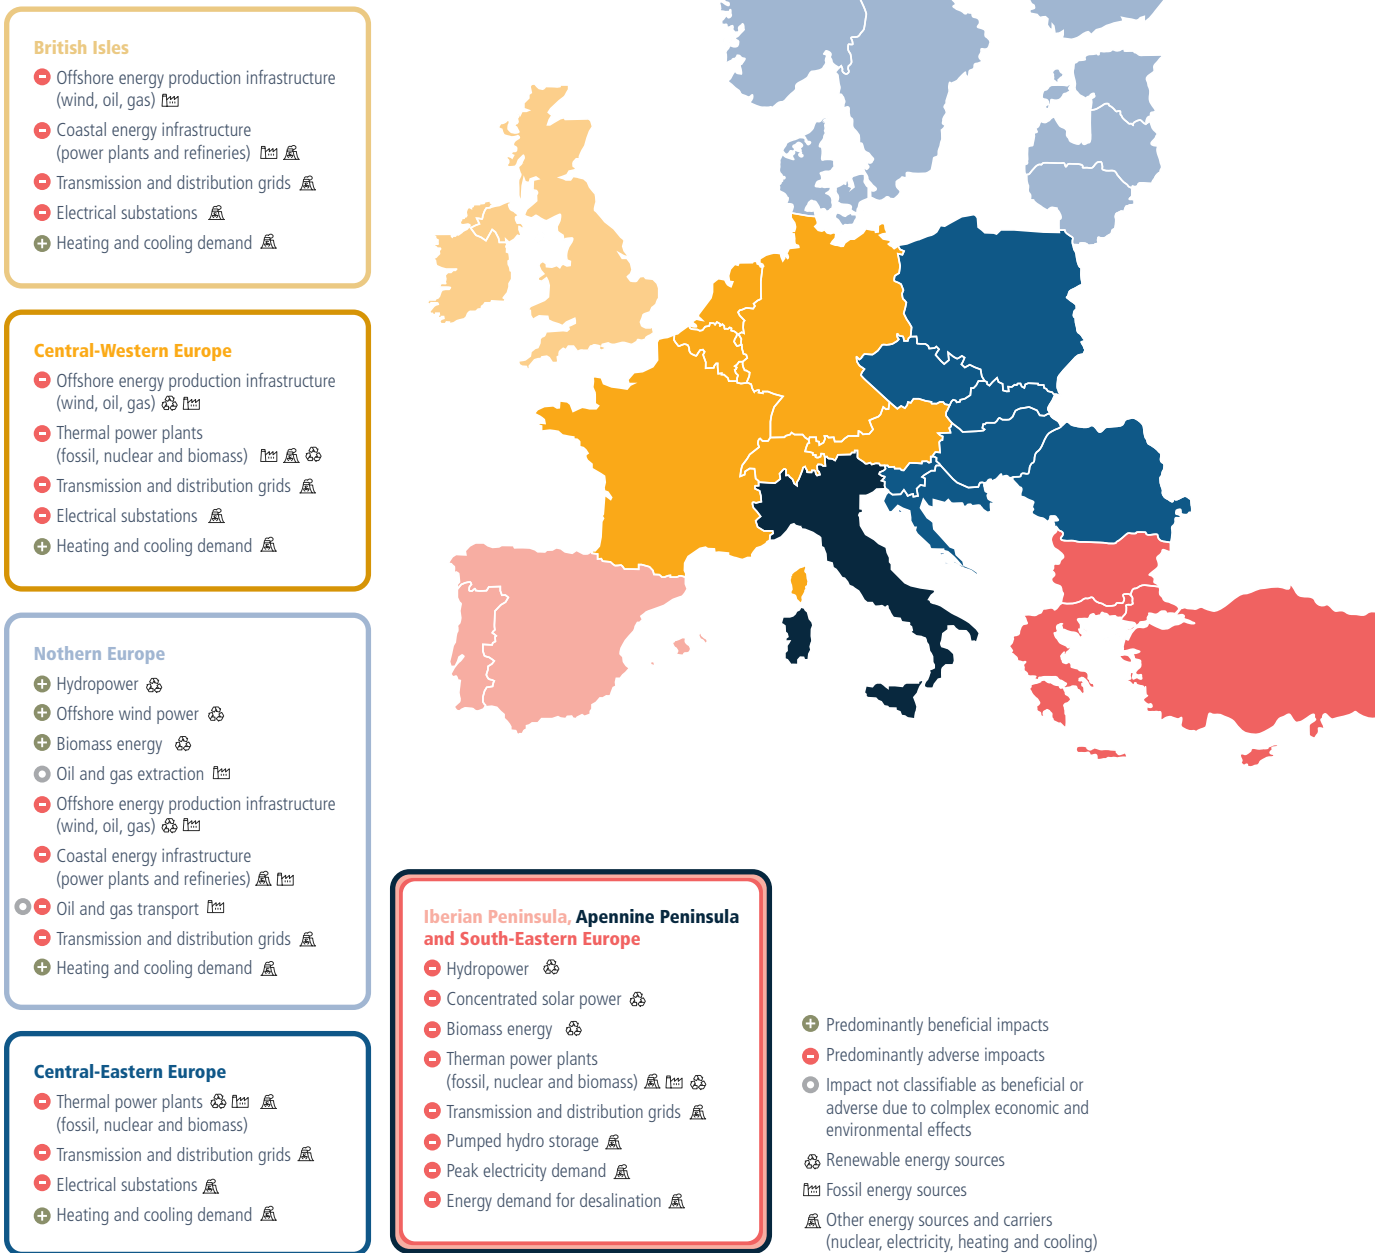 British Isles
Offshore energy production infrastructure
(wind, oil, gas)
Coastal energy infrastructure
(power plants and refineries)
Transmission and distribution grids
Electrical substations
Heating and cooling demand
Central-Western Europe
Offshore energy production infrastructure
(wind, oil, gas)
Thermal power plants
(fossil, nuclear and biomass)
Transmission and distribution grids
Electrical substations
Heating and cooling demand
Nothern Europe
Hydropower
Offshore wind power
Biomass energy
Oil and gas extraction
Offshore energy production infrastructure
(wind, oil, gas)
Coastal energy infrastructure
(power plants and refineries)
Oil and gas transport
Transmission and distribution grids
Heating and cooling demand
Central-Eastern Europe
Thermal power plants
(fossil, nuclear and biomass)
Transmission and distribution grids
Electrical substations
Heating and cooling demand
Iberian Peninsula, Apennine Peninsula
and South-Eastern Europe
Hydropower
Concentrated solar power
Biomass energy
Therman power plants
(fossil, nuclear and biomass)
Transmission and distribution grids
Pumped hydro storage
Peak electricity demand
Energy demand for desalination
Predominantly beneficial impacts
Predominantly adverse impoacts
Impact not classifiable as beneficial or
adverse due to colmplex economic and
environmental effects
Renewable energy sources
Fossil energy sources
Other energy sources and carriers
(nuclear, electricity, heating and cooling)